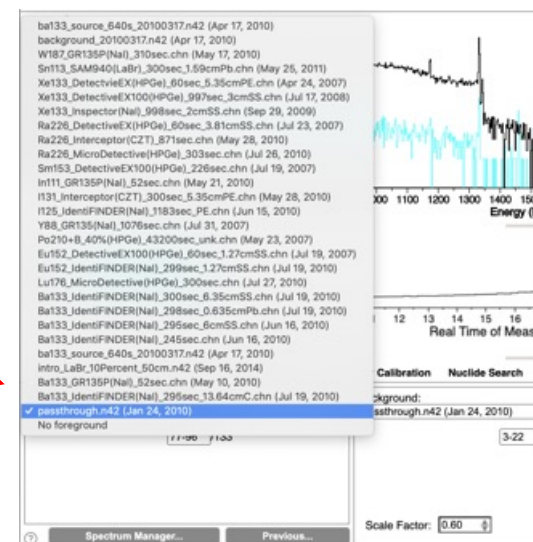 ba133_source_640s_20100317.n42 (Apr 17, 2010)
background_20100317.n42 (Apr 17, 2010)
W187_GR135P(NaI)_310sec.chn (May 17, 2010)
Sn113_SAM940(LaBr)_300sec_1.59cmPb.chn (May 25, 2011)
Xe133_DetectvieEX(HPGe)_60sec_5.35cmPE.chn (Apr 24, 2007)
Xe133_DetectiveEX100(HPGe)_997sec_3cmSS.chn (Jul 17, 2008)
Xe133_Inspector(NaI)_998sec_2cmSS.chn (Sep 29, 2009)
Ra226_DetectiveEX(HPGe)_60sec_3.81cmSS.chn (Jul 23, 2007)
Ra226_Interceptor(CZT)_871sec.chn (May 28, 2010)
Ra226_MicroDetective(HPGe)_303sec.chn (Jul 26, 2010)
Sm153_DetectiveEX100(HPGe)_226sec.chn (Jul 19, 2007)
In111_GR135P(NaI)_52sec.chn (May 21, 2010)
I131_Interceptor(CZT)_300sec_5.35cmPE.chn (May 28, 2010)
I125_IdentiFINDER(NaI)_1183sec_PE.chn (Jun 15, 2010)
Y88_GR135(NaI)_1076sec.chn (Jul 31, 2007)
Po210+B_40%(HPGe)_43200sec_unk.chn (May 23, 2007)
Eu152_DetectiveEX100(HPGe)_60sec_1.27cmSS.chn (Jul 19, 2007)
Eu152_IdentiFINDER(NaI)_299sec_1.27cmSS.chn (Jul 19, 2010)
Lu176_MicroDetective(HPGe)_300sec.chn (Jul 27, 2010)
Ba133_IdentiFINDER(NaI)_300sec_6.35cmSS.chn (Jul 19, 2010)
Ba133_IdentiFINDER(NaI)_298sec_0.635cmPb.chn (Jul 19, 2010)
Ba133_IdentiFINDER(NaI)_295sec_6cmSS.chn (Jun 16, 2010)
Ba133_IdentiFINDER(NaI)_245sec.chn (Jun 16, 2010)
ba133_source_640s_20100317.n42 (Apr 17, 2010)
intro_LaBr_10Percent_50cm.n42 (Sep 16, 2014)
Ba133_GR135P(NaI)_52sec.chn (May 10, 2010)
Ba133_IdentiFINDER(NaI)_295sec_13.64cmC.chn (Jul 19, 2010)
✓ passthrough.n42 (Jan 24, 2010)
No foreground
77-96 /133
Spectrum Manager...
Previous...
1100 1200 1300 1400
Energy
12 13 14 15 16
Real Time of Meas
Calibration
Nuclide Search
ckground:
ssthrough.n42 (Jan 24, 2010)
3-22
Scale Factor: 0.60